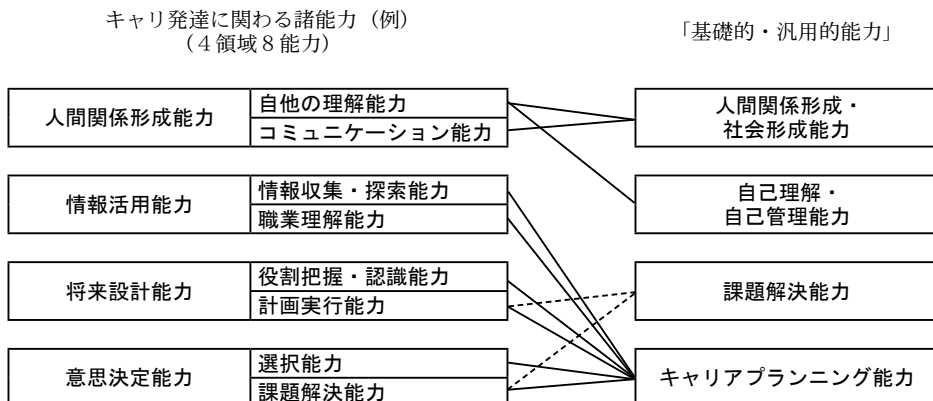 キャリ発達に関わる諸能力（例）
（４領域８能力）
「基礎的・汎用的能力」
人間関係形成能力
自他の理解能力
コミュニケーション能力
人間関係形成・
社会形成能力
情報活用能力
情報収集・探索能力
職業理解能力
自己理解・
自己管理能力
将来設計能力
役割把握・認識能力
計画実行能力
課題解決能力
意思決定能力
選択能力
課題解決能力
キャリアプランニング能力